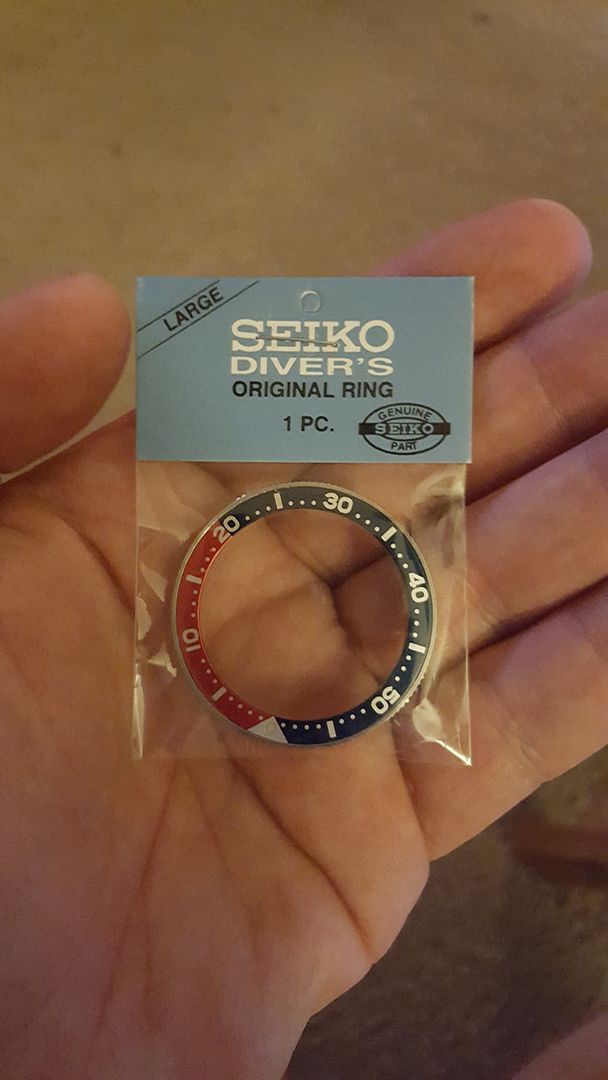 LARGE
SEIKO
DIVER'S
ORIGINAL RING
1 PC.
GENUINE
SEIKO
PART
10
20
30
40
50